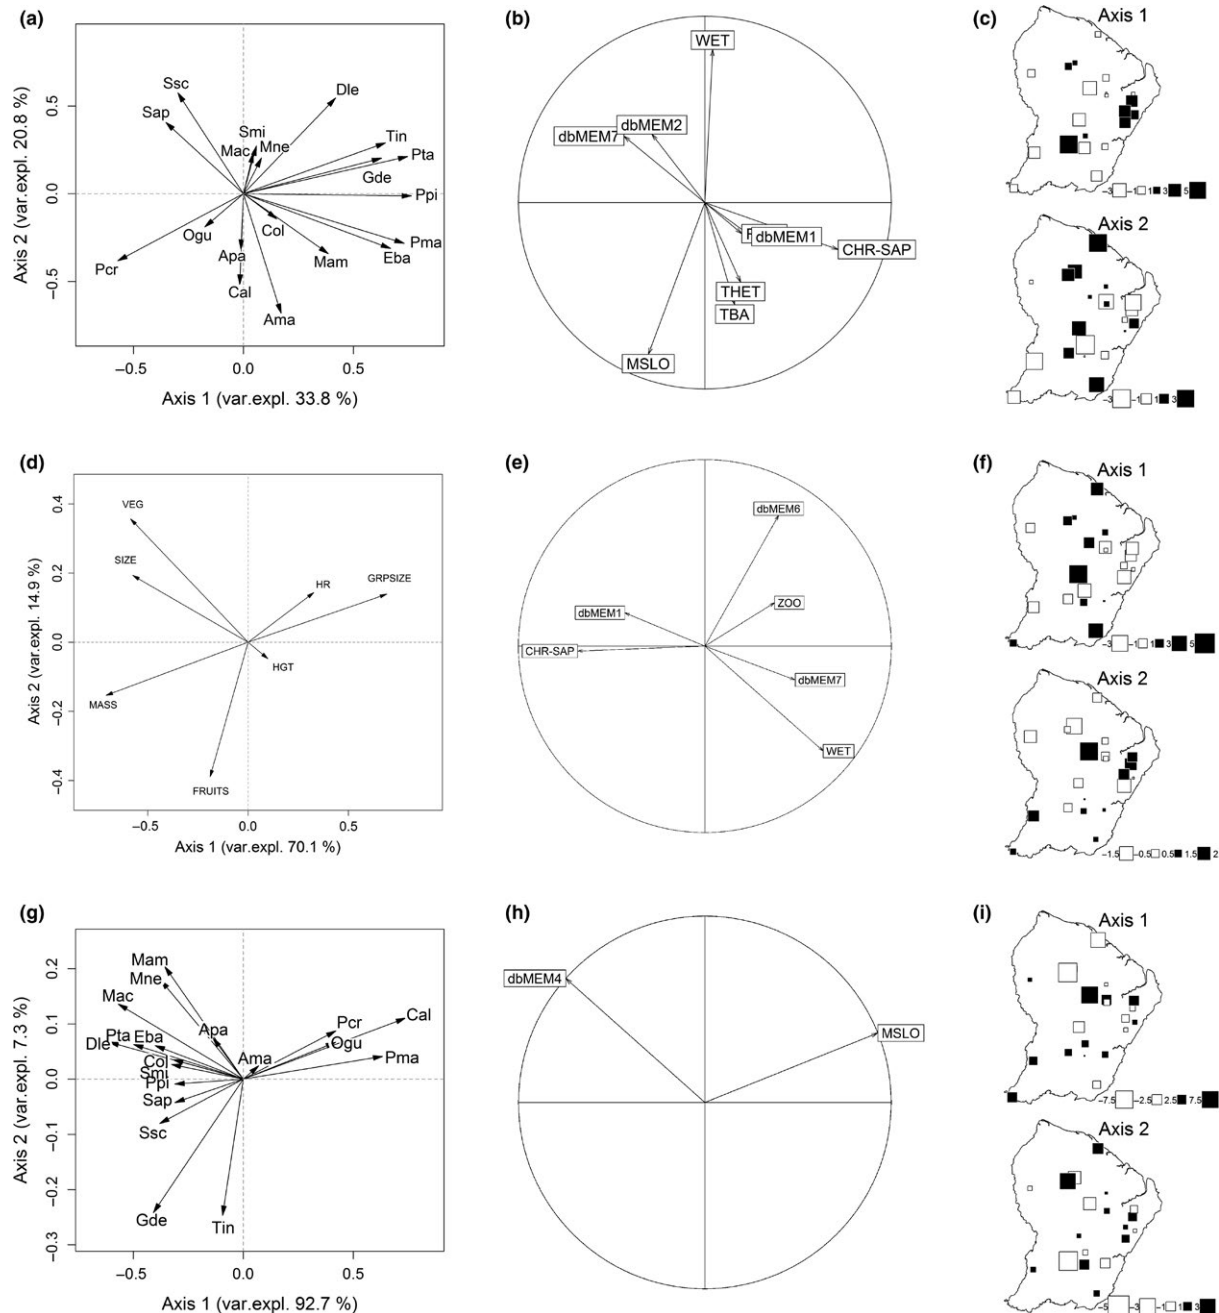 (a)
Axis 2 (var.expl. 20.8 %)
0.5
0.0
−0.5
Ssc
Dle
Sap
Smi
Mac
Mne
Tin
Pta
Gde
Ppi
Ogu
Col
Pma
Apa
Mam
Eba
Pcr
Cal
Ama
−0.5
0.0
0.5
Axis 1 (var.expl. 33.8 %)
(b)
WET
dbMEM2
dbMEM7
dbMEM1
CHR-SAP
THET
TBA
MSLO
(c)
Axis 1
−3 −1 1 3 5
Axis 2
−3 −1 1 3
(d)
Axis 2 (var.expl. 14.9 %)
0.4
0.2
0.0
−0.2
−0.4
VEG
SIZE
HR
GRPSIZE
HGT
MASS
FRUITS
−0.5
0.0
0.5
Axis 1 (var.expl. 70.1 %)
(e)
dbMEM6
ZOO
dbMEM1
CHR-SAP
dbMEM7
WET
(f)
Axis 1
−3 −1 1 3 5
Axis 2
−1.5 −0.5 0.5 1.5 2
(g)
Axis 2 (var.expl. 7.3 %)
0.2
0.1
0.0
−0.1
−0.2
−0.3
Mam
Mne
Mac
Apa
Pcr
Cal
Pta
Eba
Dle
Ogu
Col
Ama
Pma
Smi
Ppi
Sap
Ssc
Gde
Tin
−0.5
0.0
0.5
Axis 1 (var.expl. 92.7 %)
(h)
dbMEM4
MSLO
(i)
Axis 1
−7.5 −2.5 2.5 7.5
Axis 2
−5 −3 −1 1 3